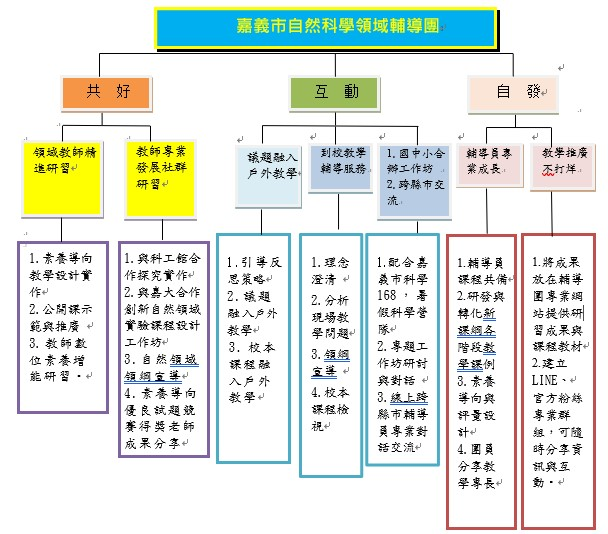 嘉義市自然科學領域輔導團
共 好
互 動
自 發
領域教師精
進研習
教師專業
發展社群
研習
議題融入
戶外教學
到校教學
輔導服務
1.國中小合
辦工作坊
2.跨縣市交
流
輔導員專
業成長
教學推廣
不打烊
1.素養導向
教學設計實
作
2.公開課示
範與推廣
3. 教師數
位素養增
能研習。
1.與科工館合
作探究實作
2.與嘉大合作
創新自然領域
實驗課程設計
工作坊
3. 自然領域
領綱宣導
4. 素養導向
優良試題競
賽得獎老師
成果分享
1.引導反
思策略
2.議題
融入戶外
教學
3. 校本
課程融
入戶外
教學
1.理念
澄清
2.分析
現場教
學問題
3.領綱
宣導
4.校本
課程檢
視
1.配合嘉
義市科學
168，暑
假科學營
隊
2.專題工
作坊研討
與對話
3.線上跨
縣市輔導
員專業對
話交流
1.輔導員
課程共備
2.研發與
轉化新
課綱各
階段教
學課例
3.素養
導向與
評量設
計
4.團員
分享教
學專長
1.將成果
放在輔導
團專業網
站提供研
習成果與
課程教材
2.建立
LINE、
官方粉絲
專業群
組，可隨
時分享資
訊與互
動。